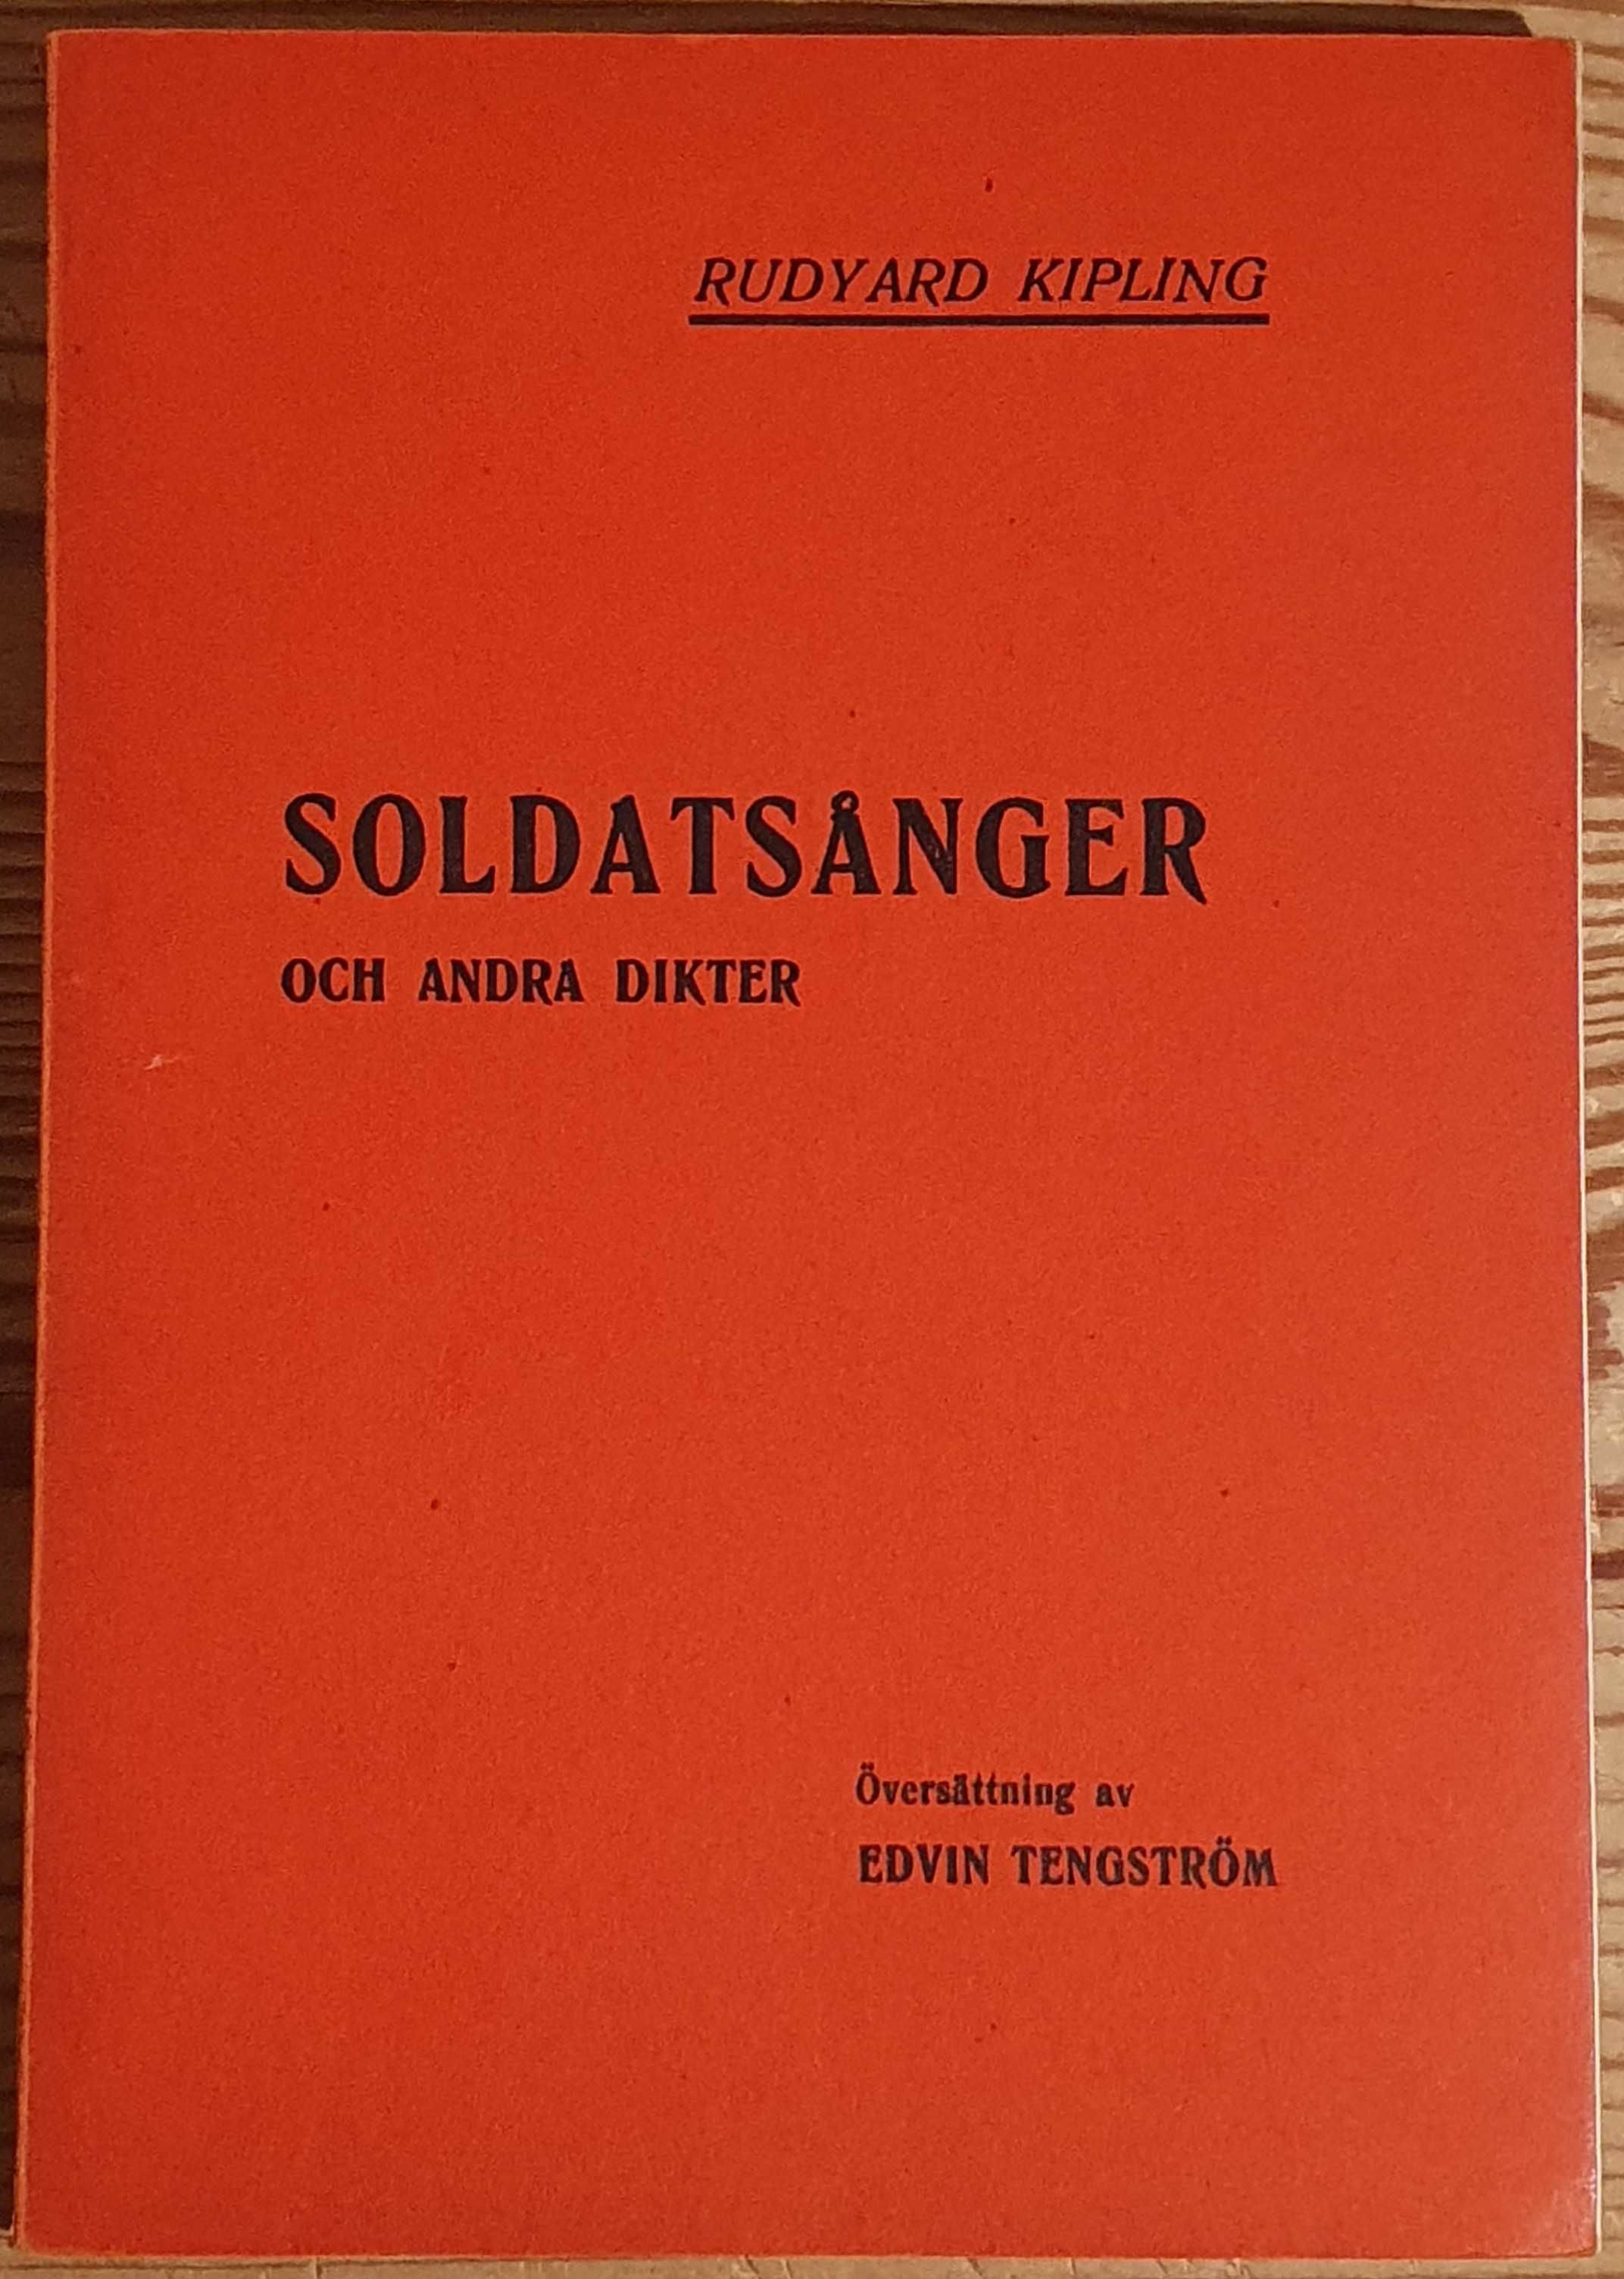 RUDYARD KIPLING
SOLDATSÅNGER
OCH ANDRA DIKTER
Översättning av
EDVIN TENGSTRÖM